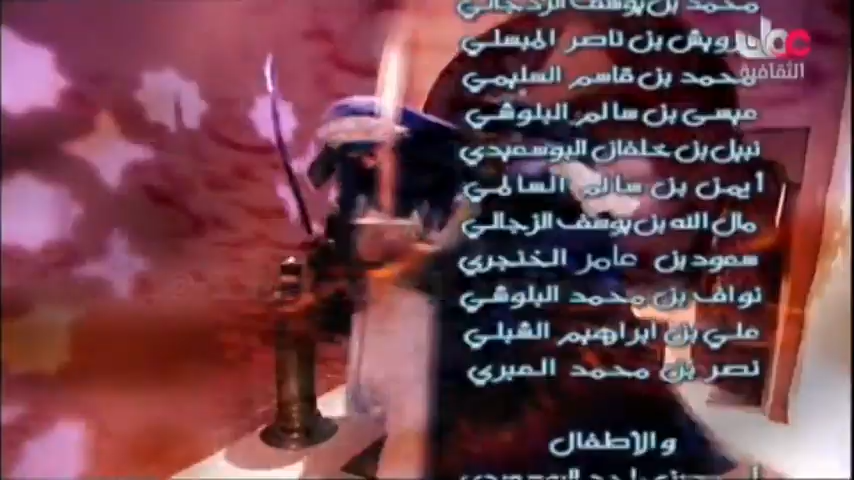 محمد بن يوسف الزدجالي
درويش بن ناصر المبسلي
محمد بن قاسم السليمي
عيسى بن سالم البلوشي
نبيل بن خلفان البوسعيدي
أيمن بن سالم السالمي
مال الله بن يوسف الزجالي
سعود بن عامر الخنجري
نواف بن محمد البلوشي
علي بن ابراهيم الشبلي
نصر بن محمد العبري
والأطفال
الثقافية